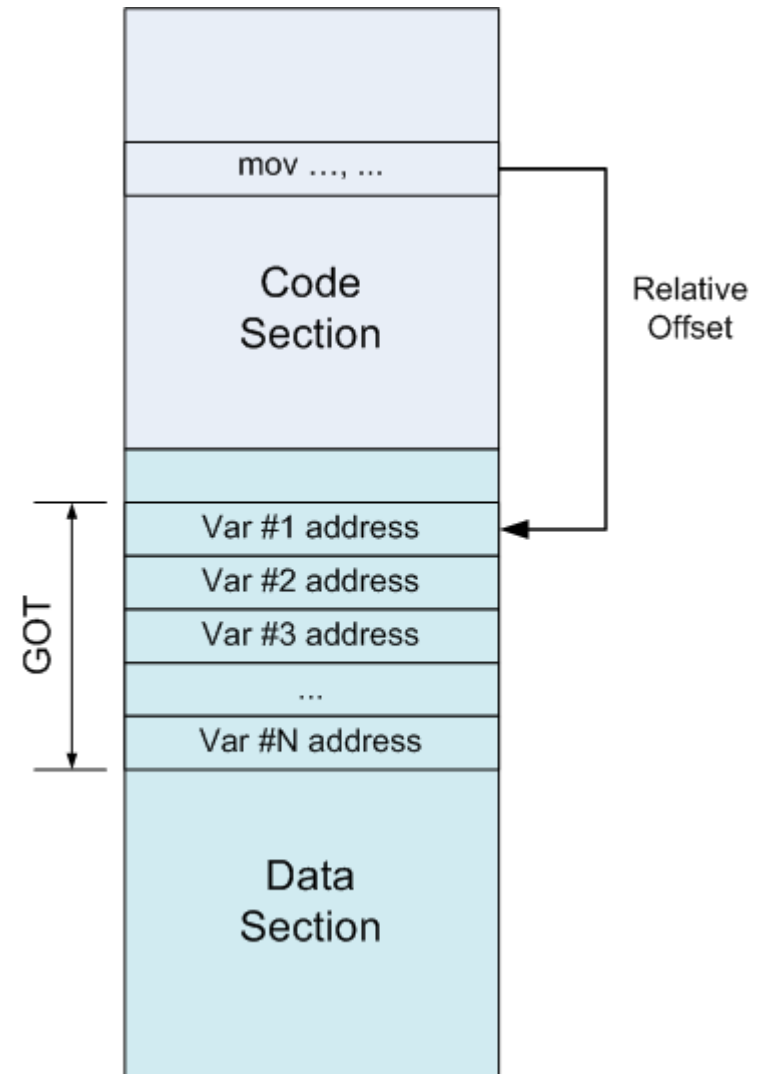 mov ..., ...
Code
Section
Relative
Offset
Var #1 address
Var #2 address
Var #3 address
...
Var #N address
GOT
Data
Section